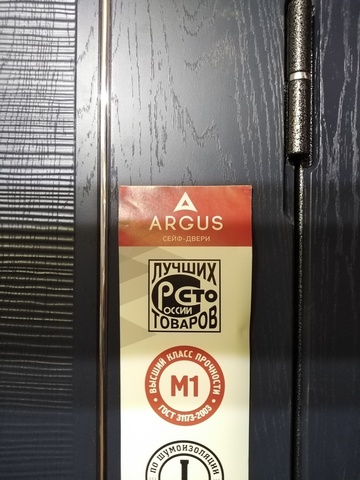 ARGUS
СЕЙФ-ДВЕРИ
ЛУЧШИХ
СТО
РОССИИ
ТОВАРОВ
ВЫСШИЙ КЛАСС ПРОЧНОСТИ
М1
ГОСТ 31173-2003
ПО ШУМОИЗОЛЯЦИИ